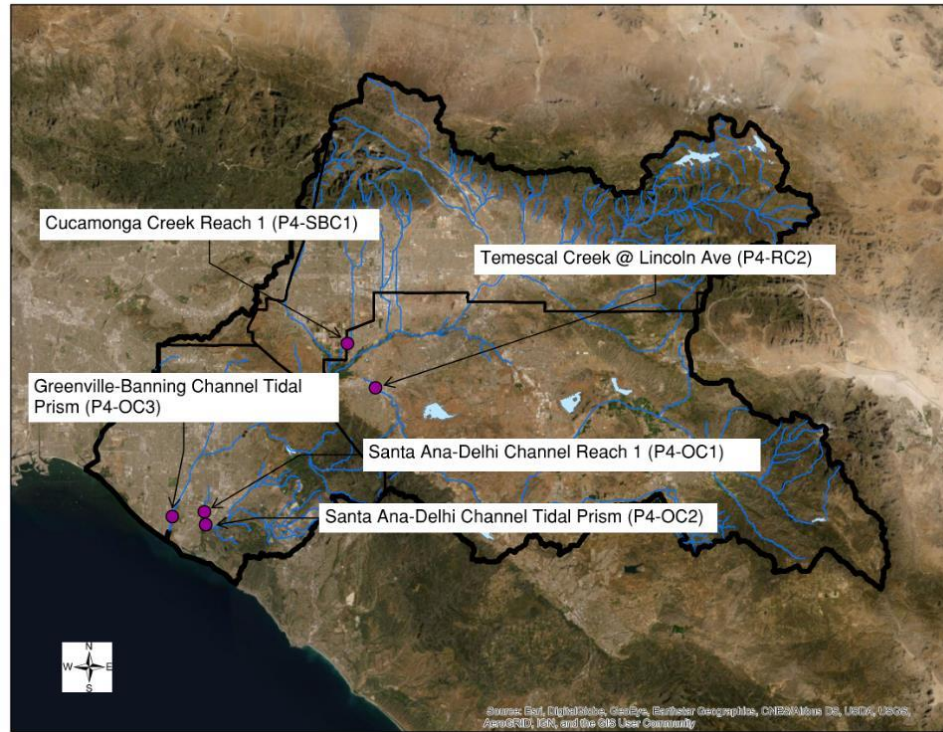 Cucamonga Creek Reach 1 (P4-SBC1)
Temescal Creek @ Lincoln Ave (P4-RC2)
Greenville-Banning Channel Tidal
Prism (P4-OC3)
Santa Ana-Delhi Channel Reach 1 (P4-OC1)
Santa Ana-Delhi Channel Tidal Prism (P4-OC2)
N
W E
S
Source: Esri, DigitalGlobe, GeoEye, Earthstar Geographics, CNES/Airbus DS, USDA, USGS,
AeroGRID, IGN, and the GIS User Community